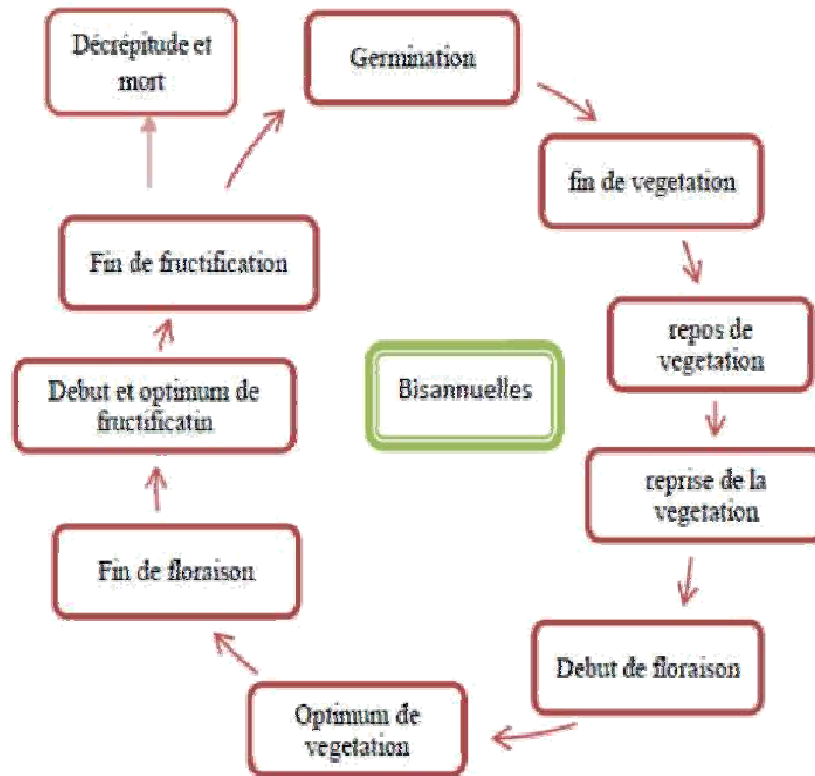 Décrépitude et
mort
Germination
fin de vegetation
repos de
vegetation
reprise de la
vegetation
Debut de floraison
Optimum de
vegetation
Fin de floraison
Debut et optimum de
fructificatin
Fin de fructification
Bisannuelles